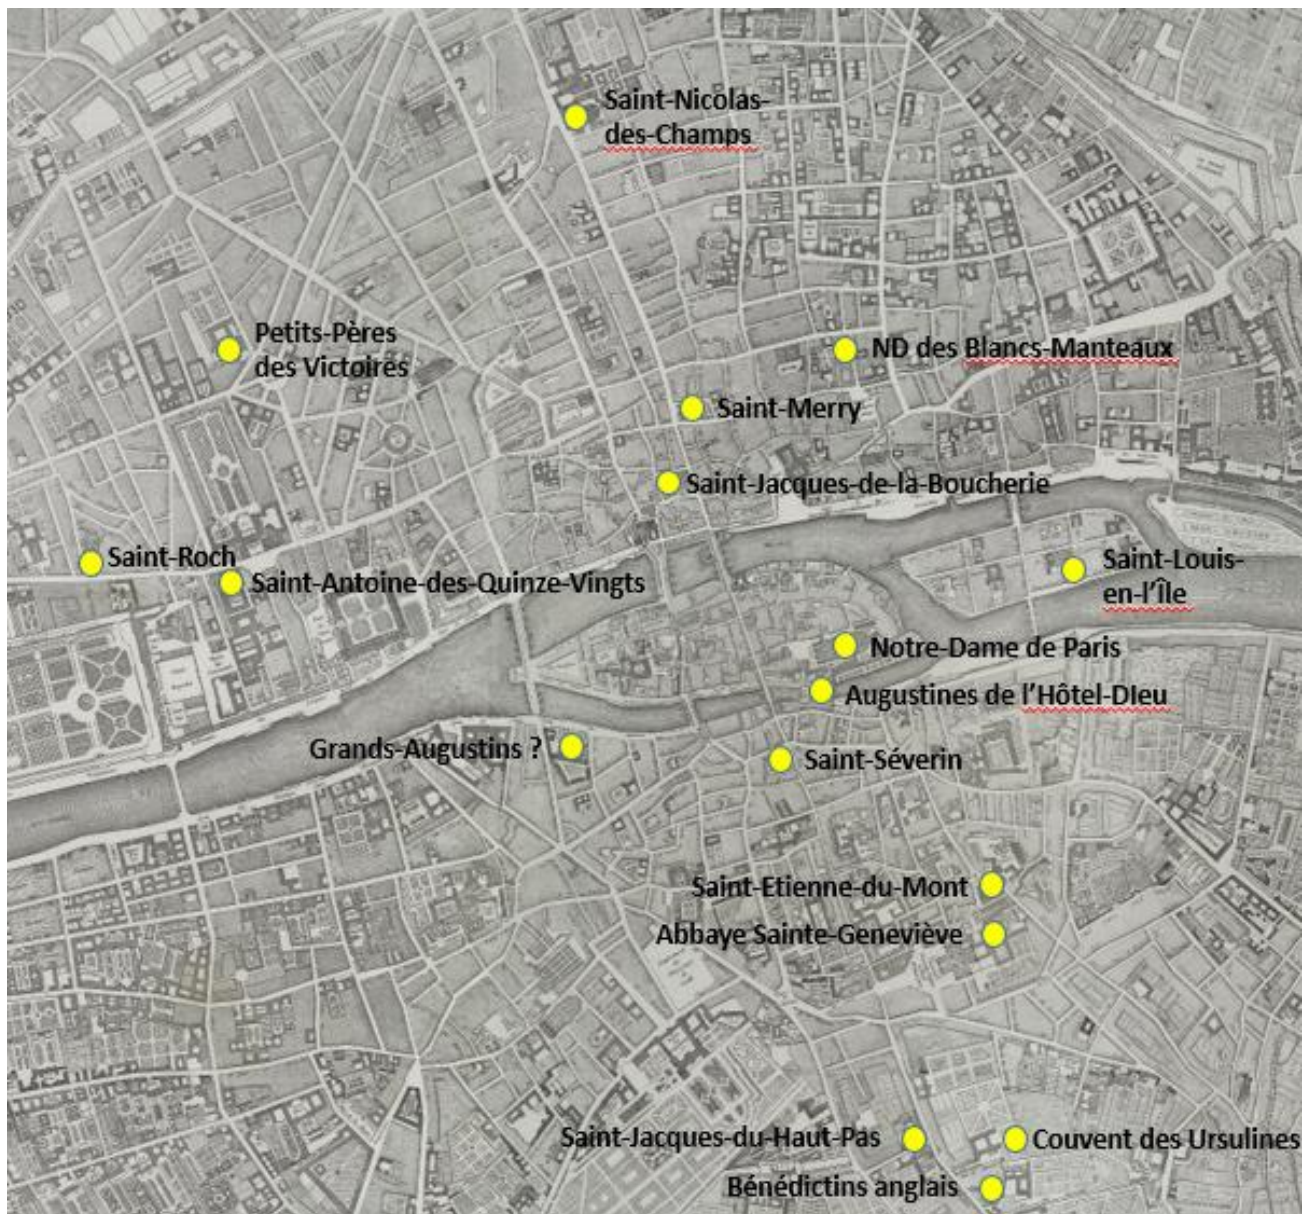 Saint-Nicolas-
des-Champs
Petits-Pères
des Victoires
ND des Blancs-Manteaux
Saint-Merry
Saint-Jacques-de-la-Boucherie
Saint-Roch
Saint-Antoine-des-Quinze-Vingts
Saint-Louis-
en-l'Île
Notre-Dame de Paris
Augustines de l'Hôtel-DIeu
Grands-Augustins ?
Saint-Séverin
Saint-Etienne-du-Mont
Abbaye Sainte-Geneviève
Saint-Jacques-du-Haut-Pas
Couvent des Ursulines
Bénédictins anglais